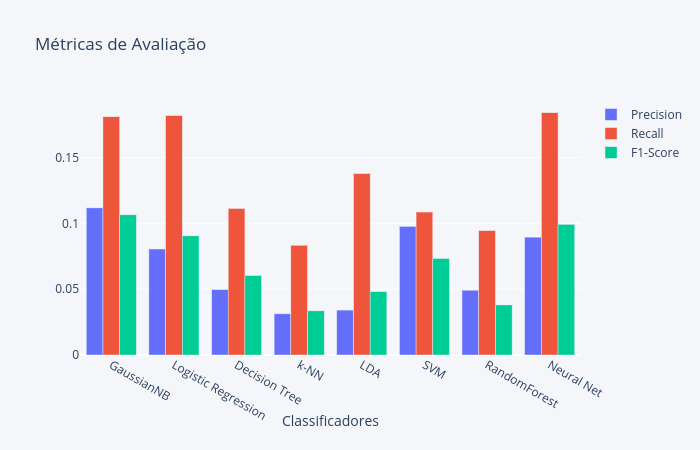 Métricas de Avaliação
Precision
Recall
F1-Score
0.15
0.1
0.05
0
GaussianNB
Logistic Regression
Decision Tree
k-NN
LDA
SVM
RandomForest
Neural Net
Classificadores